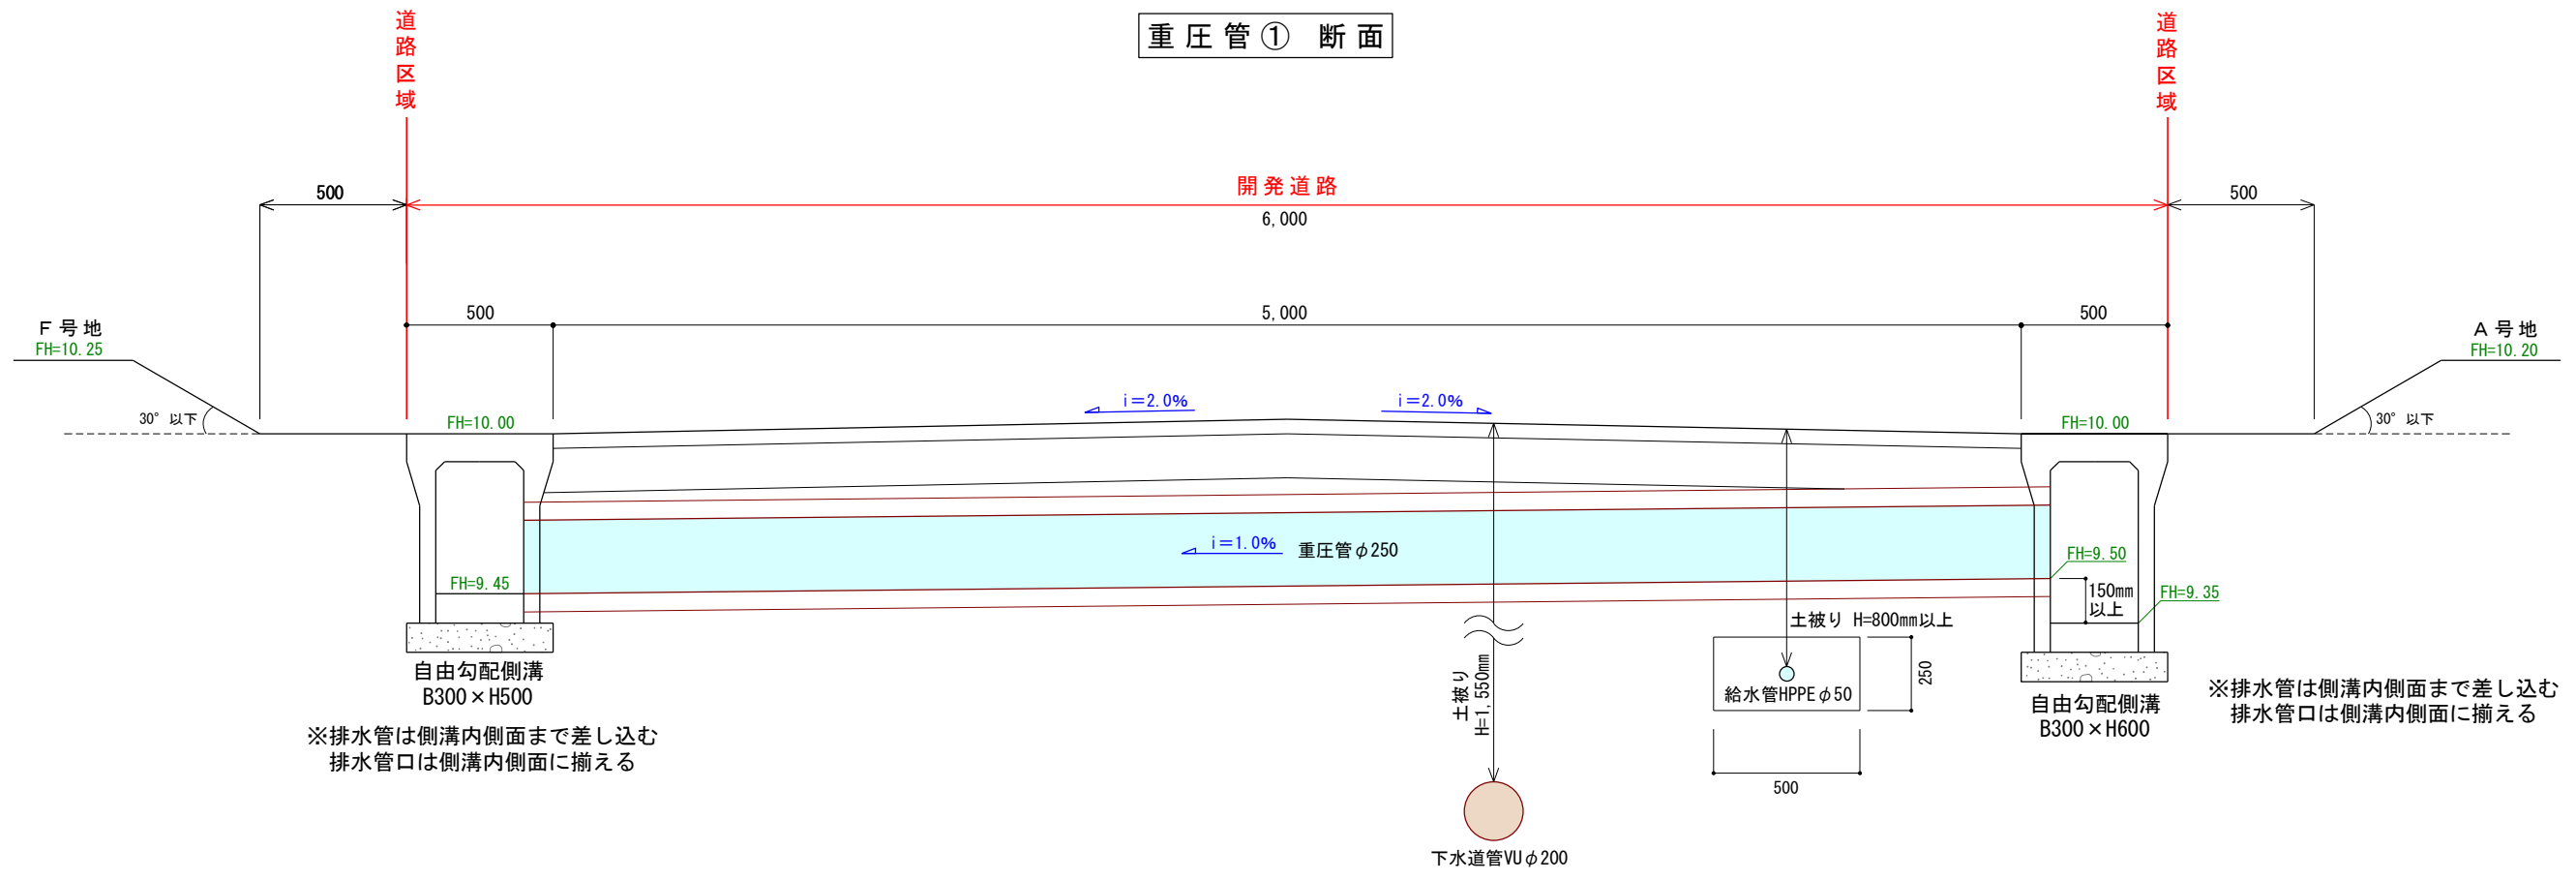 重圧管① 断面
道路区域
道路区域
開発道路
500
6,000
500
500
5,000
500
F号地
FH=10.25
A号地
FH=10.20
30°以下
FH=10.00
i=2.0%
i=2.0%
FH=10.00
30°以下
i=1.0%
重圧管φ250
FH=9.45
FH=9.50
150mm
以上
FH=9.35
土被り H=800mm以上
土被り
H=1,550mm
給水管HPPEφ50
250
500
下水道管VUφ200
自由勾配側溝
B300×H500
※排水管は側溝内側面まで差し込む
排水管口は側溝内側面に揃える
自由勾配側溝
B300×H600
※排水管は側溝内側面まで差し込む
排水管口は側溝内側面に揃える